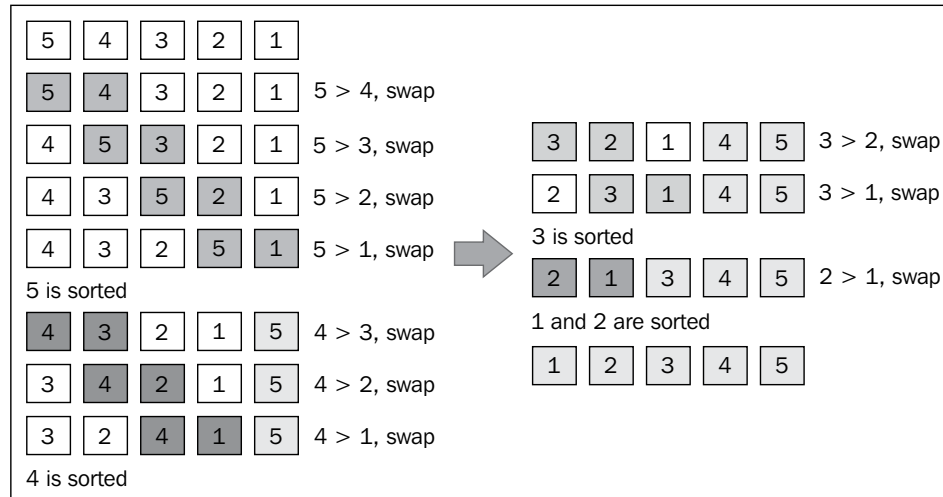 5 4 3 2 1
5 4 3 2 1 5 > 4, swap
4 5 3 2 1 5 > 3, swap
4 3 5 2 1 5 > 2, swap
4 3 2 5 1 5 > 1, swap
5 is sorted
4 3 2 1 5 4 > 3, swap
3 4 2 1 5 4 > 2, swap
3 2 4 1 5 4 > 1, swap
4 is sorted
3 2 1 4 5 3 > 2, swap
2 3 1 4 5 3 > 1, swap
3 is sorted
2 1 3 4 5 2 > 1, swap
1 and 2 are sorted
1 2 3 4 5